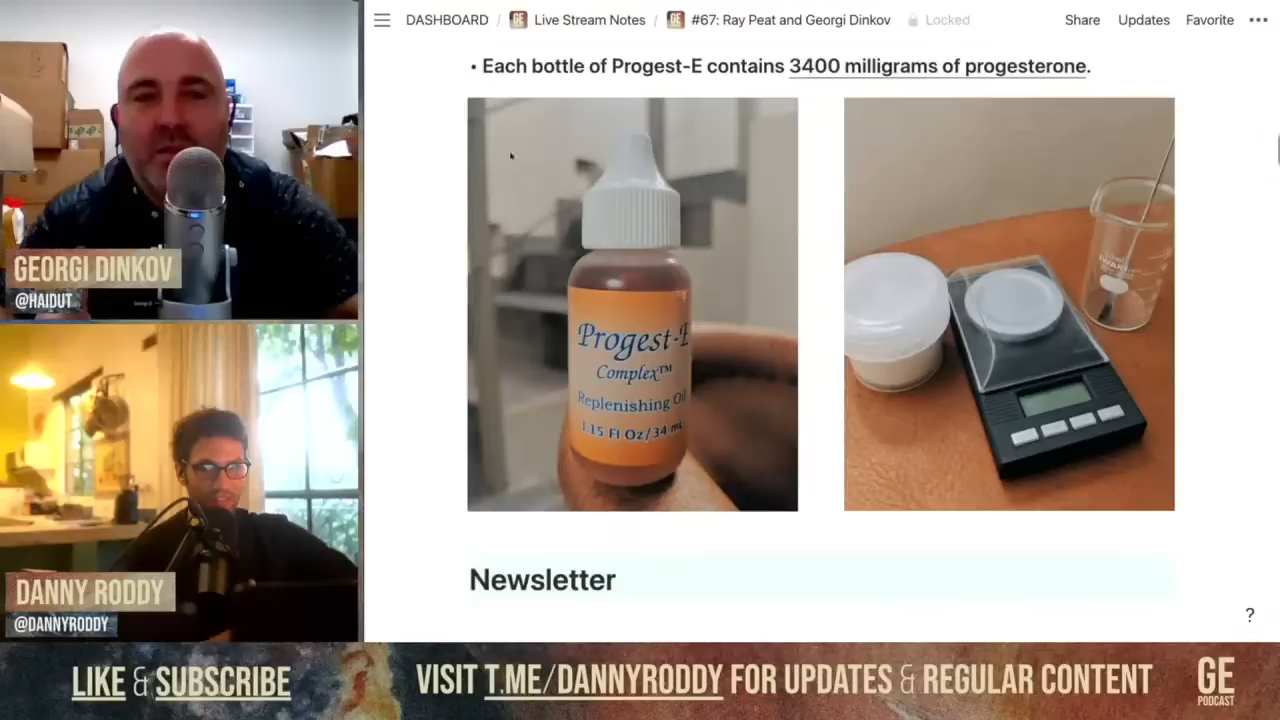 DASHBOARD / GE Live Stream Notes / GE #67: Ray Peat and Georgi Dinkov Locked
Share Updates Favorite
• Each bottle of Progest-E contains 3400 milligrams of progesterone.
Progest-E
Complex™
Replenishing Oil
1.15 Fl Oz/34 mL
GEORGI DINKOV
@HAIDUT
Newsletter
DANNY RODDY
@DANNYRODDY
?
LIKE & SUBSCRIBE
VISIT T.ME/DANNYRODDY FOR UPDATES & REGULAR CONTENT
GE
PODCAST